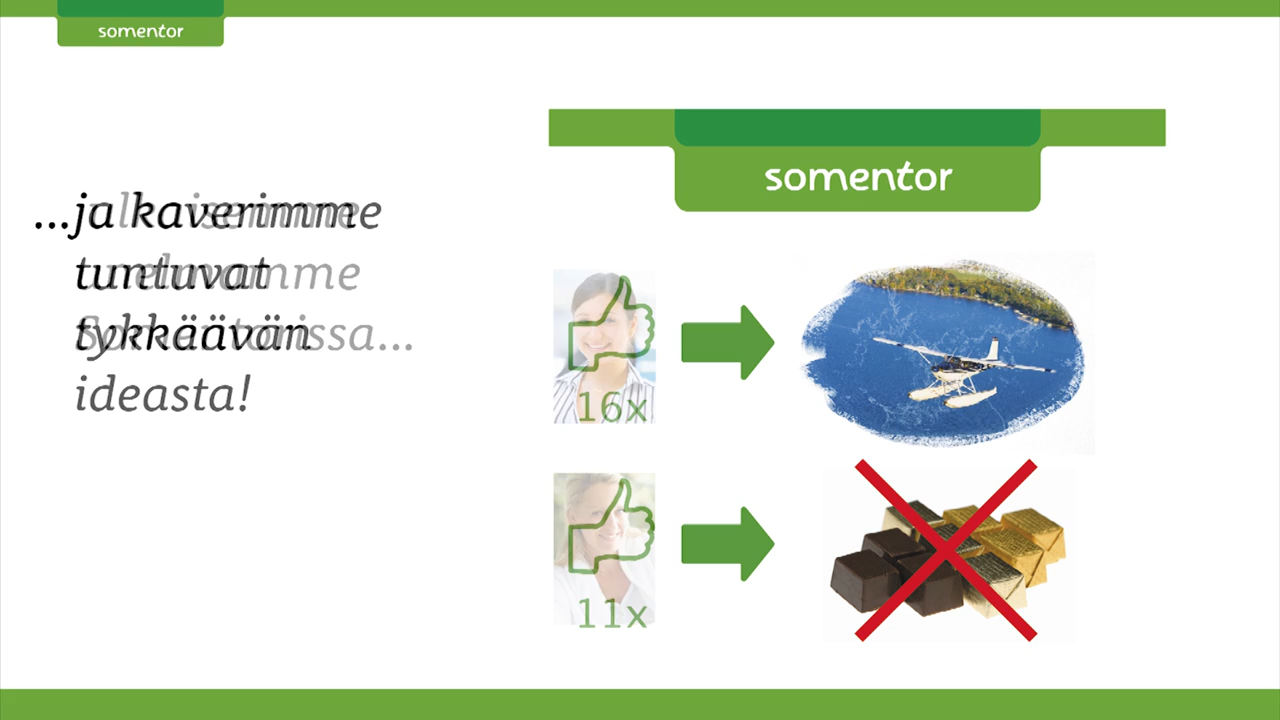 somentor
somentor
...ja kaverimme
tuntuvat
tykkäävän
ideasta!
16x
11x